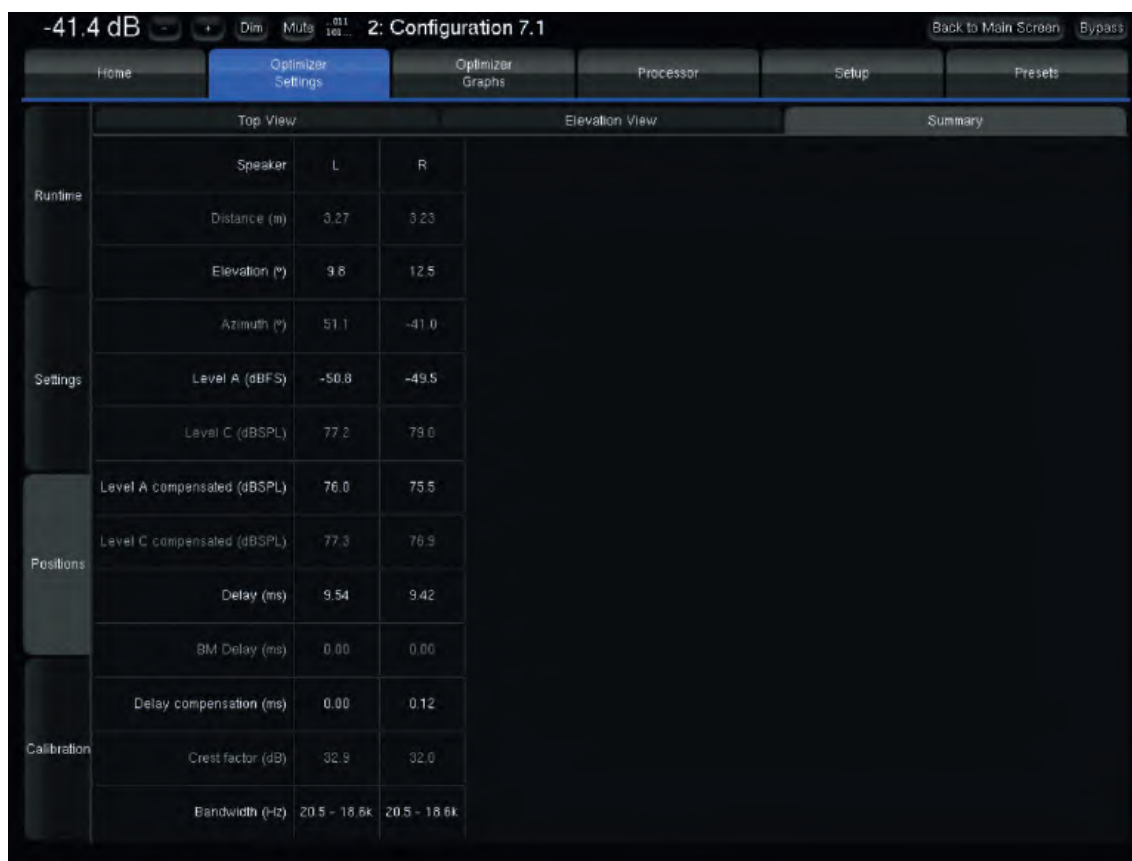 -41.4 dB - + Dim Mute ..011 101... 2: Configuration 7.1 Back to Main Screen Bypass
Home Optimizer Settings Optimizer Graphs Processor Setup Presets
Top View Elevation View Summary
Runtime
Settings
Positions
Calibration
Speaker L R
Distance (m) 3.27 3.23
Elevation (º) 9.8 12.5
Azimuth (º) 51.1 -41.0
Level A (dBFS) -50.8 -49.5
Level C (dBSPL) 77.2 79.0
Level A compensated (dBSPL) 76.0 75.5
Level C compensated (dBSPL) 77.3 76.9
Delay (ms) 9.54 9.42
BM Delay (ms) 0.00 0.00
Delay compensation (ms) 0.00 0.12
Crest factor (dB) 32.9 32.0
Bandwidth (Hz) 20.5 - 18.6k 20.5 - 18.6k